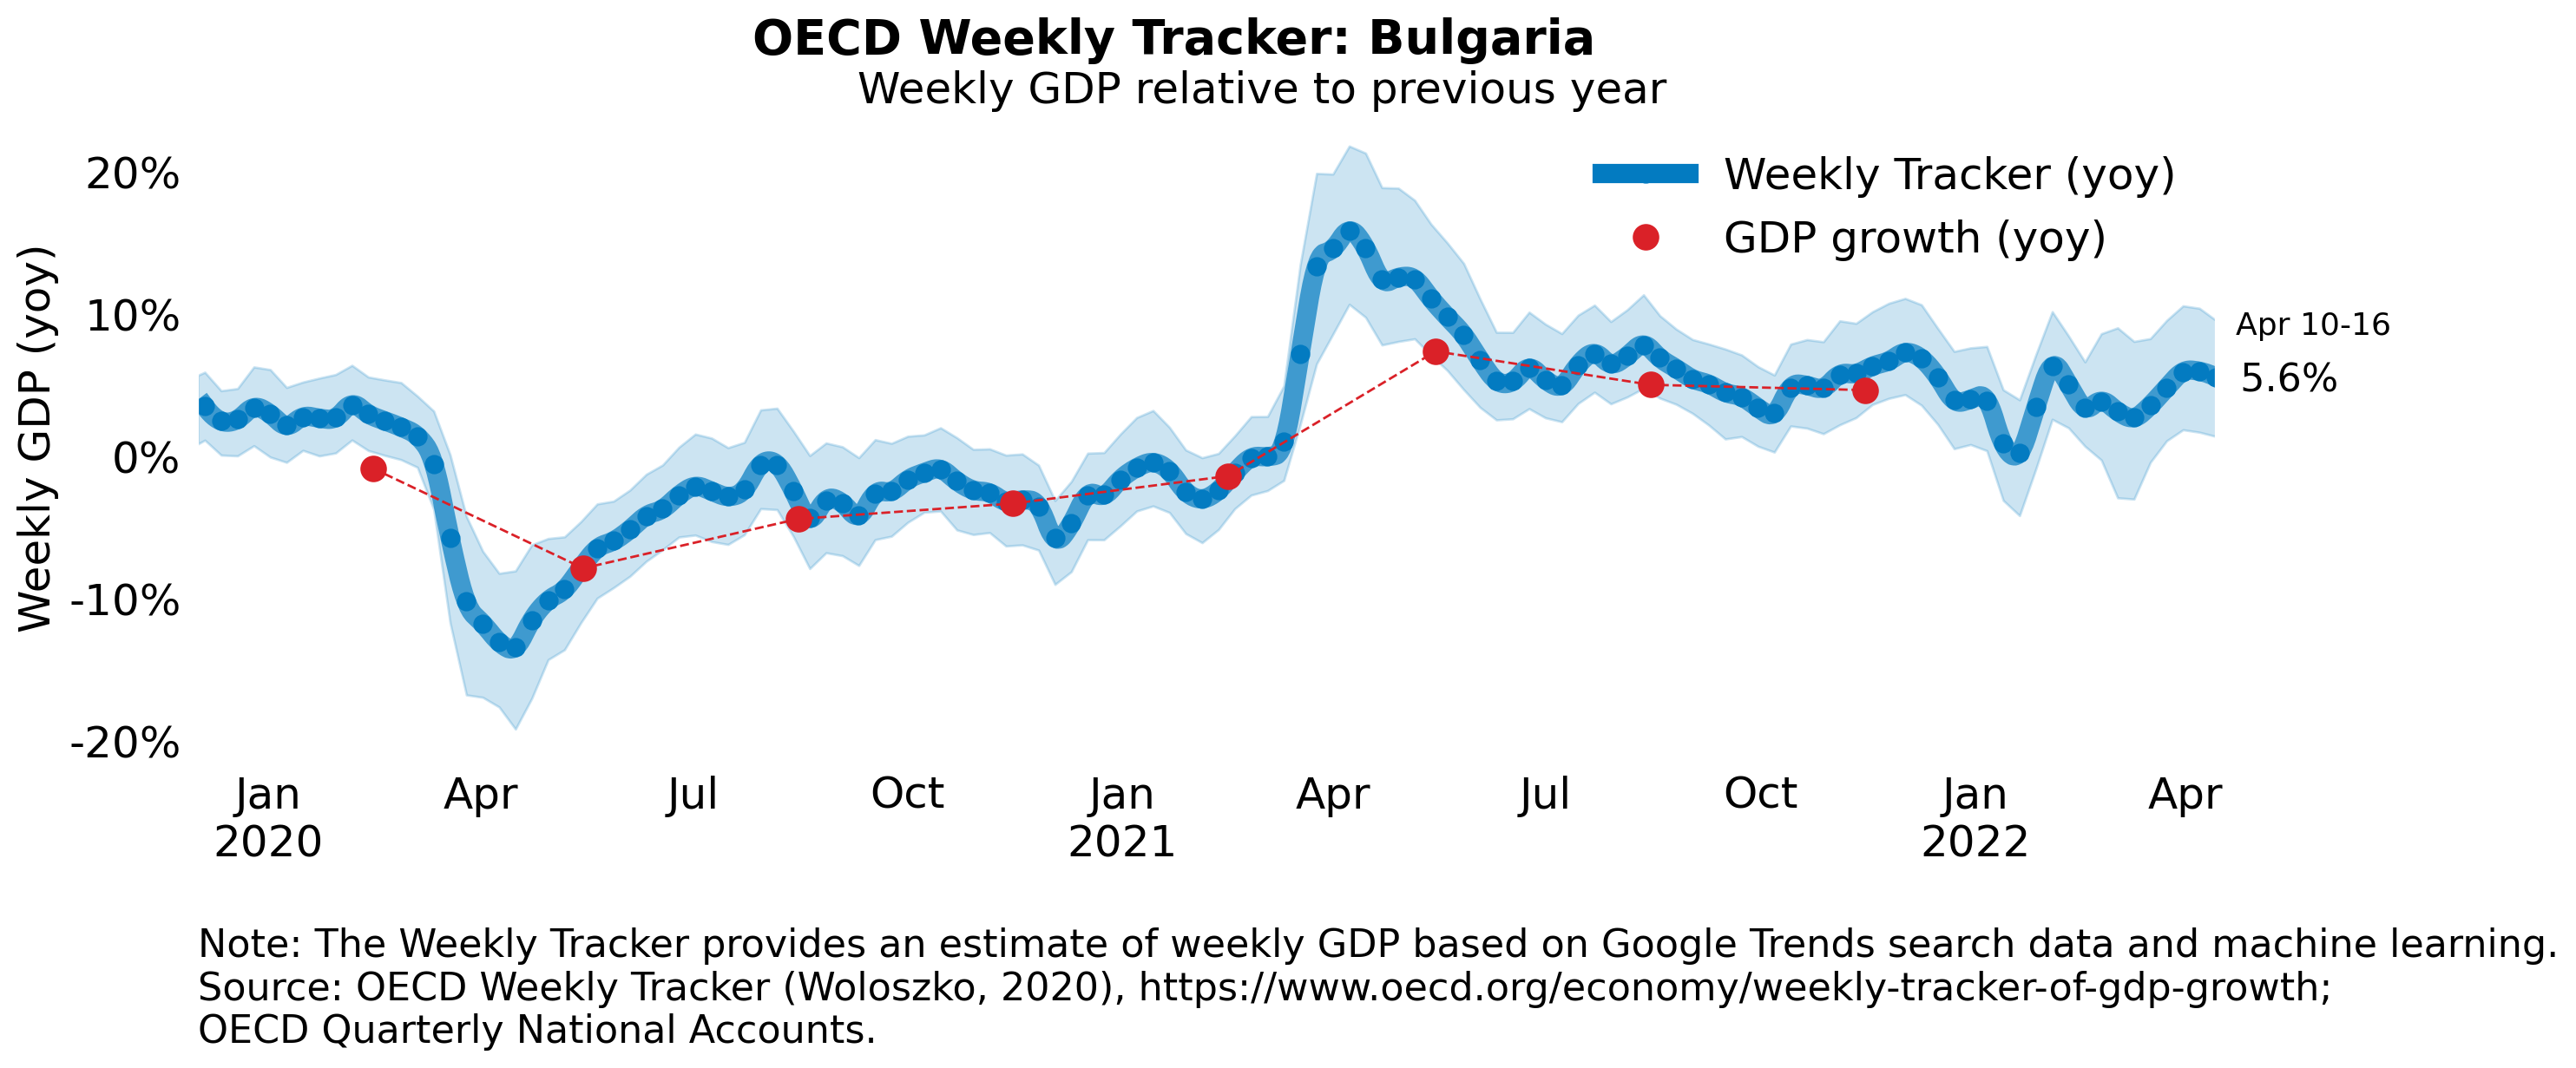 OECD Weekly Tracker: Bulgaria
Weekly GDP relative to previous year
Weekly Tracker (yoy)
GDP growth (yoy)
Weekly GDP (yoy)
20%
10%
0%
-10%
-20%
Apr 10-16
5.6%
Jan Apr Jul Oct Jan Apr Jul Oct Jan Apr
2020 2021 2022
Note: The Weekly Tracker provides an estimate of weekly GDP based on Google Trends search data and machine learning.
Source: OECD Weekly Tracker (Woloszko, 2020), https://www.oecd.org/economy/weekly-tracker-of-gdp-growth;
OECD Quarterly National Accounts.